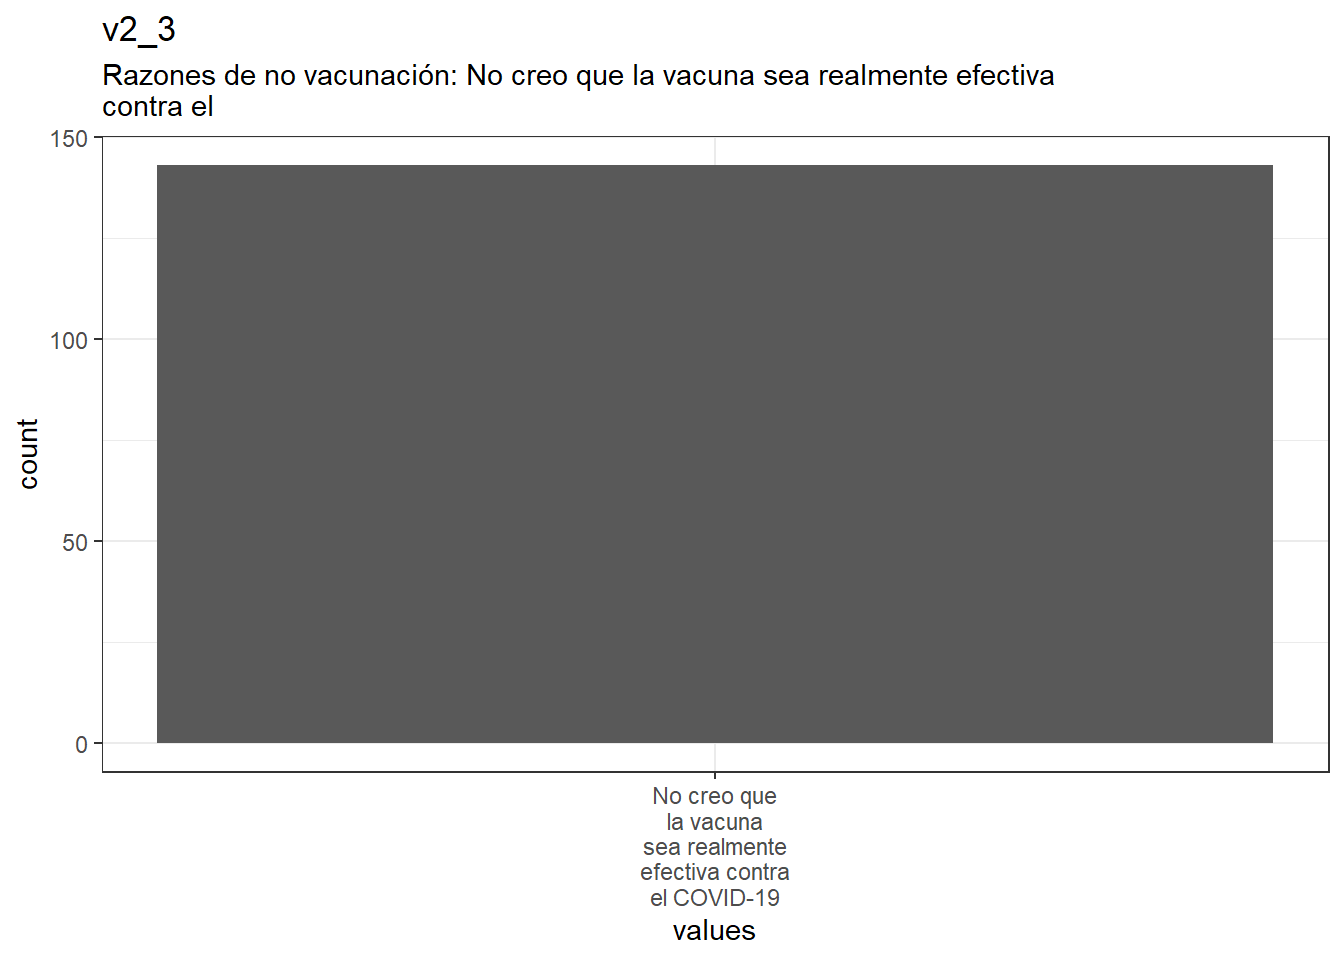 v2_3
Razones de no vacunación: No creo que la vacuna sea realmente efectiva
contra el
150
100
50
0
count
No creo que
la vacuna
sea realmente
efectiva contra
el COVID-19
values